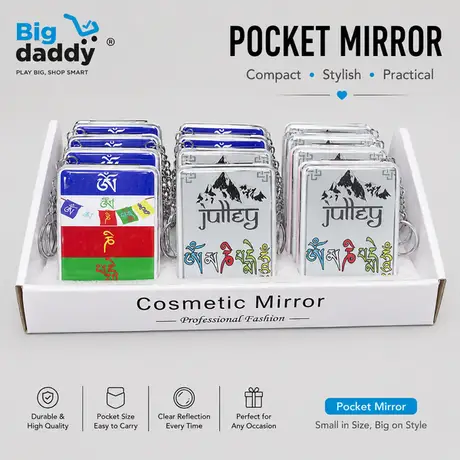 Big
daddy®
PLAY BIG, SHOP SMART
POCKET MIRROR
Compact • Stylish • Practical
ༀ
julley
julley
Cosmetic Mirror
Professional Fashion
Durable &
High Quality
Pocket Size
Easy to Carry
Clear Reflection
Every Time
Perfect for
Any Occasion
Pocket Mirror
Small in Size, Big on Style